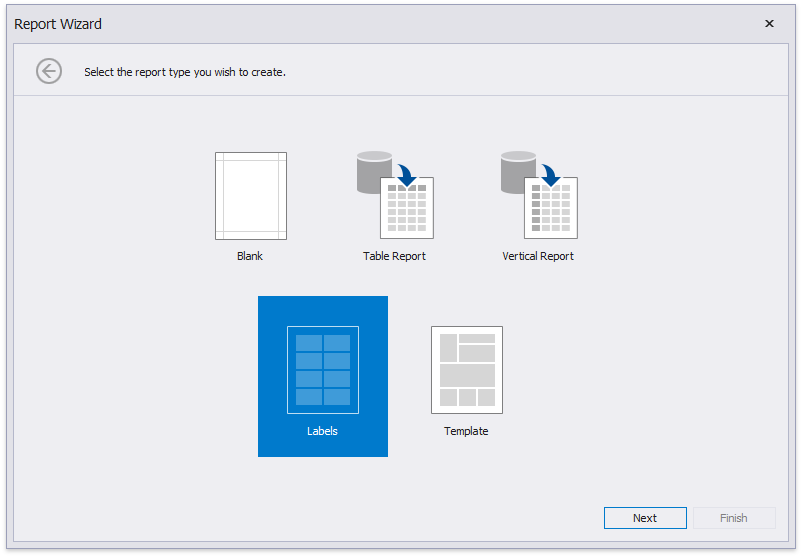 Report Wizard
Select the report type you wish to create.
Blank
Table Report
Vertical Report
Labels
Template
Next
Finish